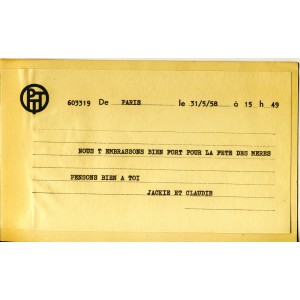 PTT
603319 De PARIS le 31/5/58 à 15 h 49
NOUS T EMBRASSONS BIEN FORT POUR LA FETE DES MERES
PENSONS BIEN A TOI
JACKIE ET CLAUDIE